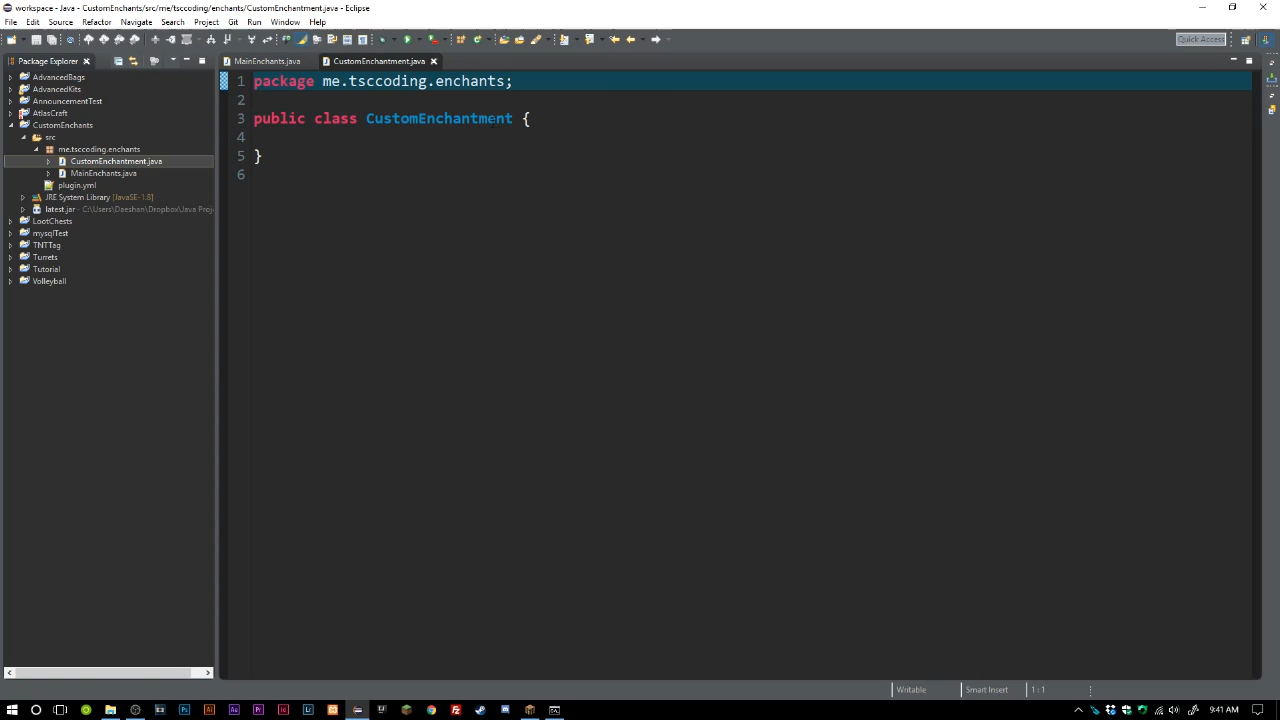 workspace - Java - CustomEnchants/src/me/tsccoding/enchants/CustomEnchantment.java - Eclipse
File Edit Source Refactor Navigate Search Project Git Run Window Help
Quick Access
Package Explorer
MainEnchants.java
CustomEnchantment.java
AdvancedBags
AdvancedKits
AnnouncementTest
AtlasCraft
CustomEnchants
src
me.tsccoding.enchants
CustomEnchantment.java
MainEnchants.java
plugin.yml
JRE System Library [JavaSE-1.8]
latest.jar - C:\Users\Daeshan\Dropbox\Java Proj
LootChests
mysqlTest
TNTTag
Turrets
Tutorial
Volleyball
1 package me.tsccoding.enchants;
2
3 public class CustomEnchantment {
4
5 }
6
Writable Smart Insert 1 : 1
9:41 AM